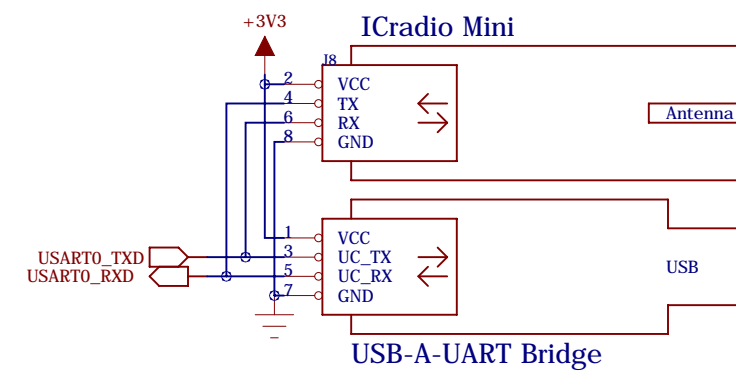 +3V3
ICradio Mini
J8
2 VCC
4 TX
6 RX
8 GND
Antenna
1 VCC
USART0_TXD 3 UC_TX
USART0_RXD 5 UC_RX
7 GND
USB
USB-A-UART Bridge